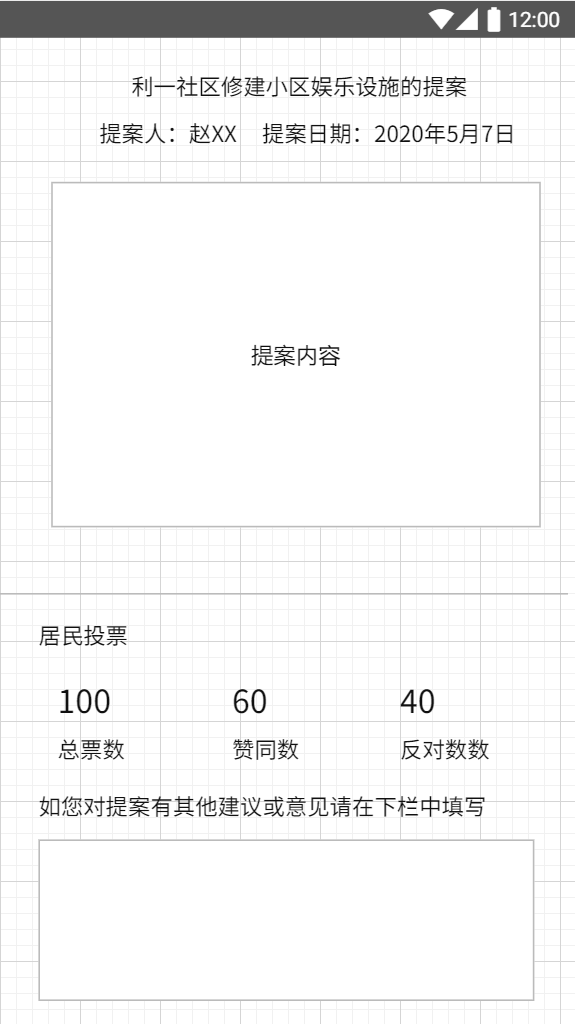 12:00
利一社区修建小区娱乐设施的提案
提案人：赵XX 提案日期：2020年5月7日
提案内容
居民投票
100 60 40
总票数 赞同数 反对数数
如您对提案有其他建议或意见请在下栏中填写